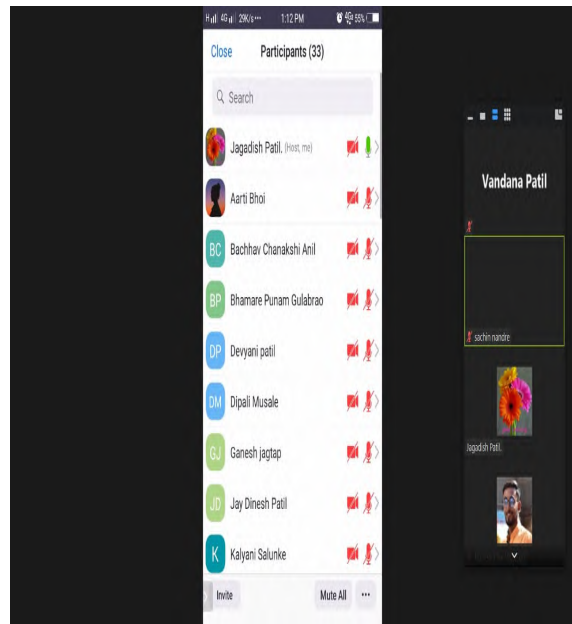 H 4G 29K/s ••• 1:12 PM 4G 55%
Close Participants (33)
Search
Jagadish Patil. (Host, me)
Aarti Bhoi
BC Bachhav Chanakshi Anil
BP Bhamare Punam Gulabrao
DP Devyani patil
DM Dipali Musale
GJ Ganesh jagtap
JD Jay Dinesh Patil
K Kalyani Salunke
Invite Mute All •••
Vandana Patil
sachin nandre
Jagadish Patil.